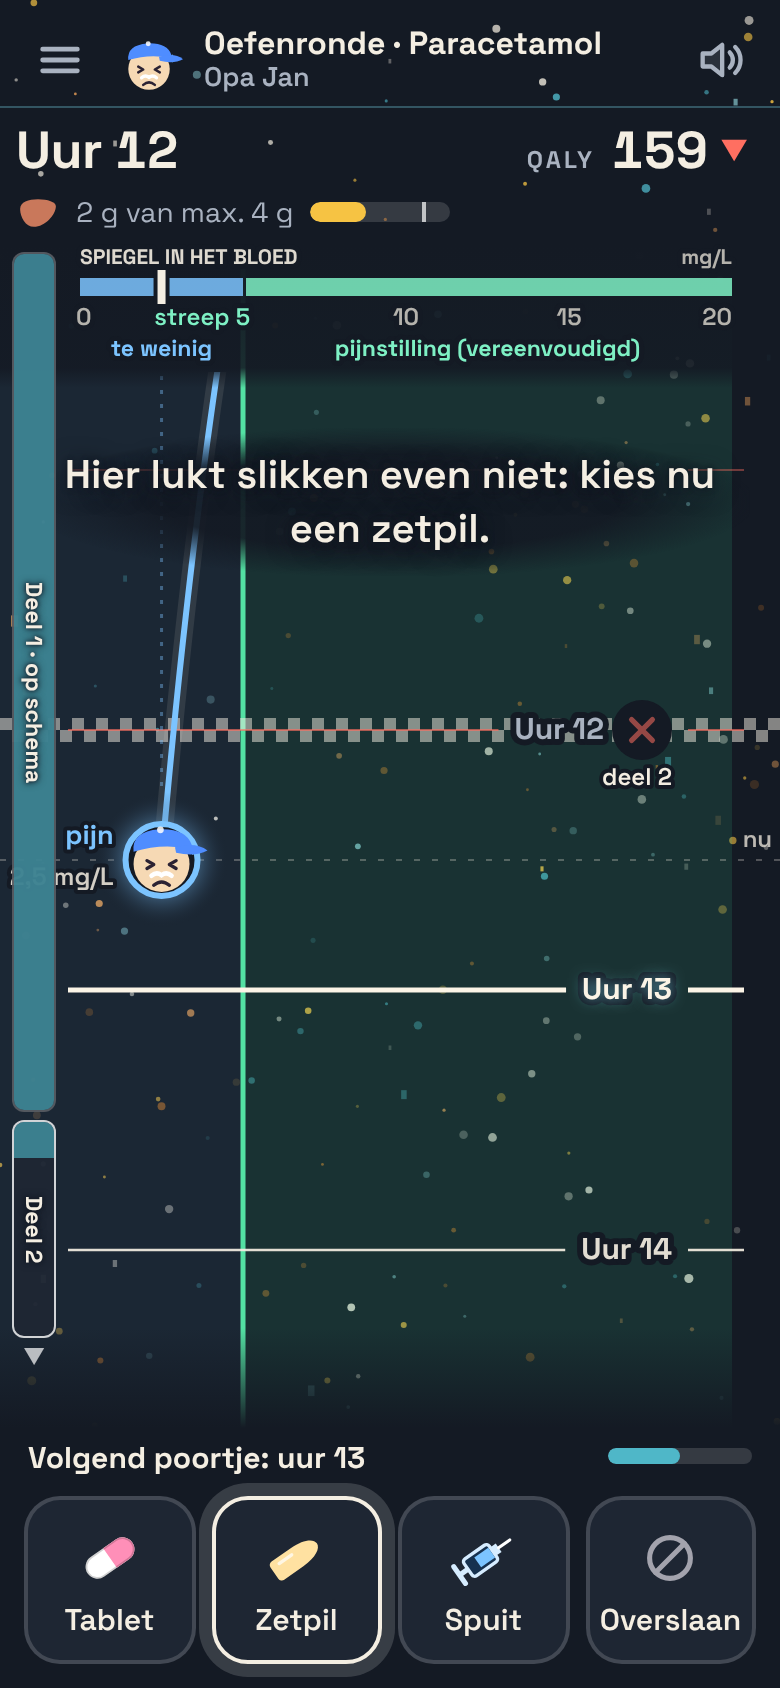 Oefenronde · Paracetamol
Opa Jan
Uur 12
QALY 159
2 g van max. 4 g
SPIEGEL IN HET BLOED mg/L
0 streep 5 10 15 20
te weinig pijnstilling (vereenvoudigd)
Hier lukt slikken even niet: kies nu
een zetpil.
Deel 1 · op schema
Uur 12
deel 2
pijn
nu
2,5 mg/L
Uur 13
Deel 2
Uur 14
Volgend poortje: uur 13
Tablet
Zetpil
Spuit
Overslaan